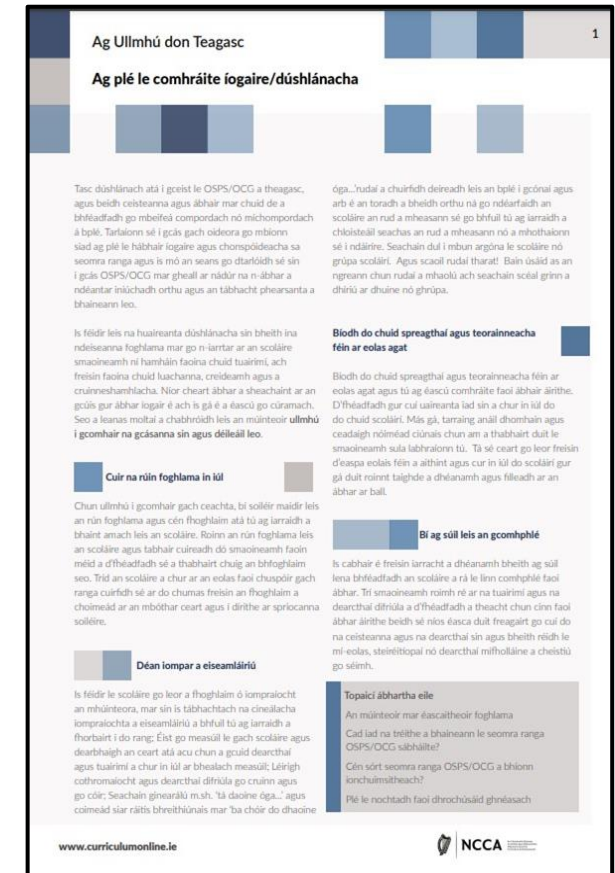 1
Ag Ullmhú don Teagasc
Ag plé le comhráite íogaire/dúshlánacha
Tasc dúshlánach atá i gceist le OSPS/OCG a theagasc,
agus beidh ceisteanna agus ábhair mar chuid de a
bhféadfadh go mbeifeá compordach nó míchompordach
á bplé. Tarlaíonn sé i gcás gach oideora go mbíonn
siad ag plé le hábhair íogaire agus chonspóideacha sa
seomra ranga agus is mó an seans go dtarlóidh sé sin
i gcás OSPS/OCG mar gheall ar nádúr na n-ábhar a
ndéantar iniúchadh orthu agus an tábhacht phearsanta a
bhaineann leo.
Is féidir leis na huaireanta dúshlánacha sin bheith ina
ndeiseanna foghlama mar go n-iarrtar ar an scoláire
smaoineamh ní hamháin faoina chuid tuairimí, ach
freisin faoina chuid luachanna, creideamh agus a
cruinneshamhlacha. Níor cheart ábhar a sheachaint ar an
gcúis gur ábhar íogair é ach is gá é a éascú go cúramach.
Seo a leanas moltaí a chabhróidh leis an múinteoir ullmhú
i gcomhair na gcásanna sin agus déileáil leo.
Cuir na rúin foghlama in iúl
Chun ullmhú i gcomhair gach ceachta, bí soiléir maidir leis
an rún foghlama agus cén fhoghlaim atá tú ag iarraidh a
bhaint amach leis an scoláire. Roinn an rún foghlama leis
an scoláire agus tabhair cuireadh dó smaoineamh faoin
méid a d'fhéadfadh sé a thabhairt chuig an bhfoghlaim
seo. Tríd an scoláire a chur ar an eolas faoi chuspóir gach
ranga cuirfidh sé ar do chumas freisin an fhoghlaim a
choimeád ar an mbóthar ceart agus í dírithe ar spriocanna
soiléire.
Déan iompar a eiseamláiriú
Is féidir le scoláire go leor a fhoghlaim ó iompraíocht
an mhúinteora, mar sin is tábhachtach na cineálacha
iompraíochta a eiseamláiriú a bhfuil tú ag iarraidh a
fhorbairt i do rang; Éist go measúil le gach scoláire agus
dearbhaigh an ceart atá acu chun a gcuid dearcthaí
agus tuairimí a chur in iúl ar bhealach measúil; Léirigh
cothromaíocht agus dearcthaí difriúla go cruinn agus
go cóir; Seachain ginearálú m.sh. 'tá daoine óga...' agus
coimeád siar ráitis bhreithiúnais mar 'ba chóir do dhaoine
óga...'rudaí a chuirfidh deireadh leis an bplé i gcónaí agus
arb é an toradh a bheidh orthu ná go ndéarfaidh an
scoláire an rud a mheasann sé go bhfuil tú ag iarraidh a
chloisteáil seachas an rud a mheasann nó a mhothaíonn
sé i ndáiríre. Seachain dul i mbun argóna le scoláire nó
grúpa scoláirí. Agus scaoil rudaí tharat! Bain úsáid as an
ngreann chun rudaí a mhaolú ach seachain scéal grinn a
dhíriú ar dhuine nó ghrúpa.
Bíodh do chuid spreagthaí agus teorainneacha
féin ar eolas agat
Bíodh do chuid spreagthaí agus teorainneacha féin ar
eolas agat agus tú ag éascú comhráite faoi ábhair áirithe.
D'fhéadfadh gur cuí uaireanta iad sin a chur in iúl do
do chuid scoláirí. Más gá, tarraing anáil dhomhain agus
ceadaigh nóiméad ciúnais chun am a thabhairt duit le
smaoineamh sula labhraíonn tú. Tá sé ceart go leor freisin
d'easpa eolais féin a aithint agus cur in iúl do scoláirí gur
gá duit roinnt taighde a dhéanamh agus filleadh ar an
ábhar ar ball.
Bí ag súil leis an gcomhphlé
Is cabhair é freisin iarracht a dhéanamh bheith ag súil
lena bhféadfadh an scoláire a rá le linn comhphlé faoi
ábhar. Trí smaoineamh roimh ré ar na tuairimí agus na
dearcthaí difriúla a d'fhéadfadh a theacht chun cinn faoi
ábhar áirithe beidh sé níos éasca duit freagairt go cuí do
na ceisteanna agus na dearcthaí sin agus bheith réidh le
mí-eolas, steiréitíopaí nó dearcthaí mífholláine a cheistiú
go séimh.
Topaicí ábhartha eile
An múinteoir mar éascaitheoir foghlama
Cad iad na tréithe a bhaineann le seomra ranga
OSPS/OCG sábháilte?
Cén sórt seomra ranga OSPS/OCG a bhíonn
ionchuimsitheach?
Plé le nochtadh faoi dhrochúsáid ghnéasach
www.curriculumonline.ie
NCCA